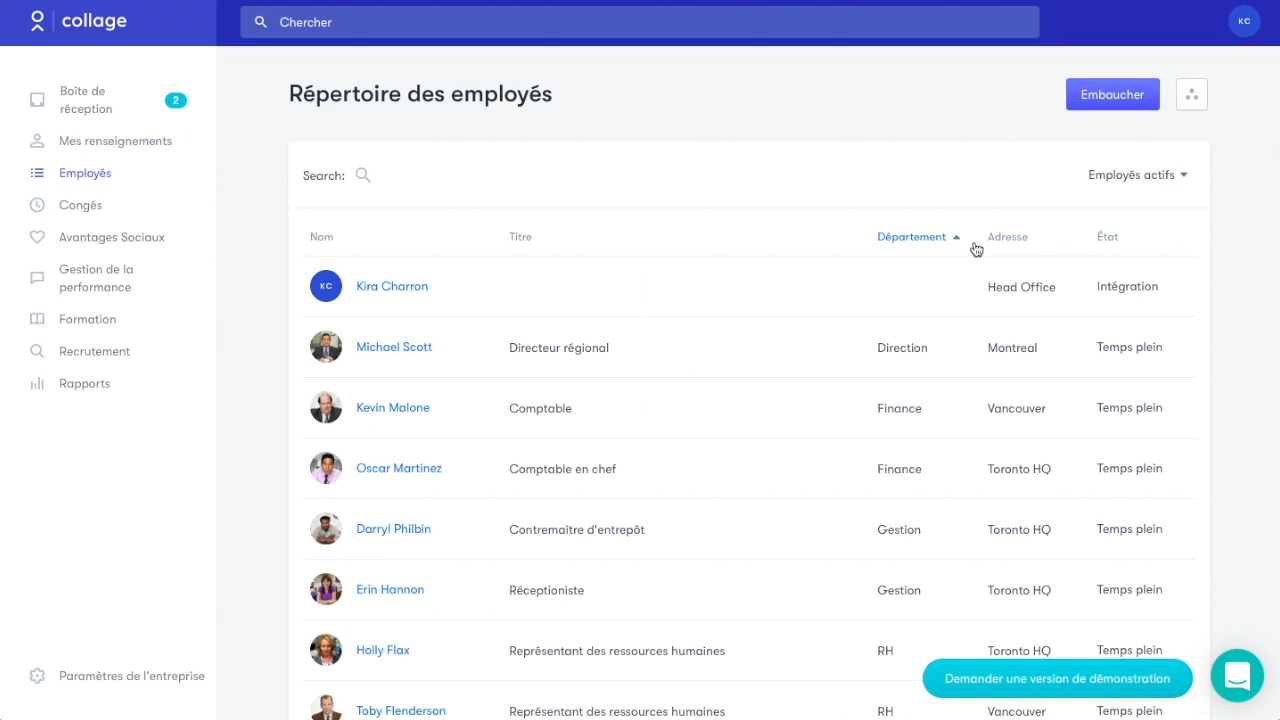 collage
Chercher
KC
Boîte de
réception
2
Mes renseignements
Employés
Congés
Avantages Sociaux
Gestion de la
performance
Formation
Recrutement
Rapports
Paramètres de l'entreprise
Répertoire des employés
Embaucher
Search:
Employés actifs
Nom Titre Département Adresse État
KC Kira Charron Head Office Intégration
Michael Scott Directeur régional Direction Montreal Temps plein
Kevin Malone Comptable Finance Vancouver Temps plein
Oscar Martinez Comptable en chef Finance Toronto HQ Temps plein
Darryl Philbin Contremaître d'entrepôt Gestion Toronto HQ Temps plein
Erin Hannon Réceptioniste Gestion Toronto HQ Temps plein
Holly Flax Représentant des ressources humaines RH Toronto HQ Temps plein
Toby Flenderson Représentant des ressources humaines RH Vancouver Temps plein
Demander une version de démonstration